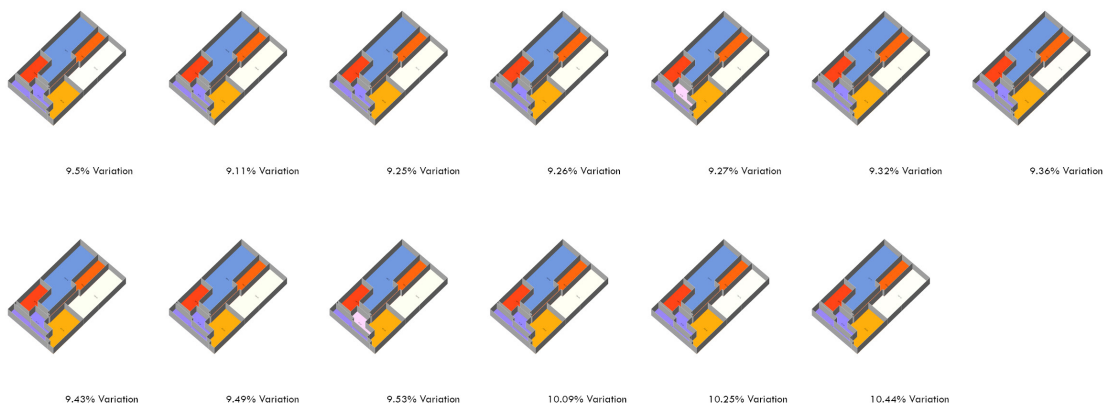 9.5% Variation
9.11% Variation
9.25% Variation
9.26% Variation
9.27% Variation
9.32% Variation
9.36% Variation
9.43% Variation
9.49% Variation
9.53% Variation
10.09% Variation
10.25% Variation
10.44% Variation